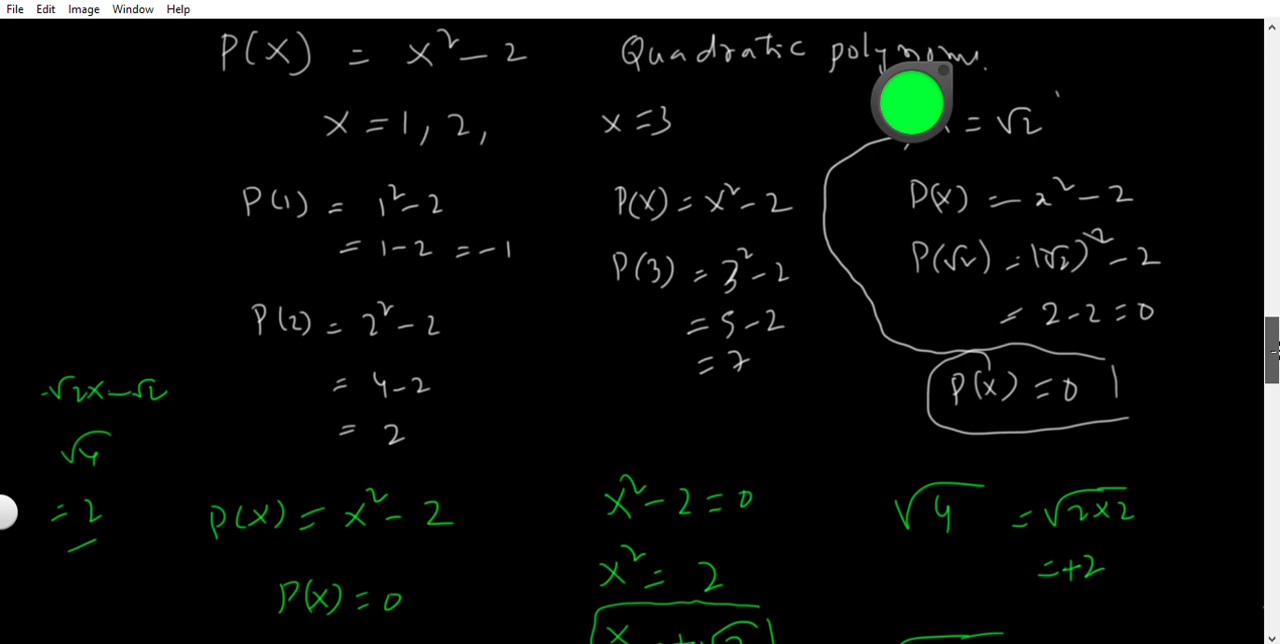 File Edit Image Window Help
P(x) = x² - 2 Quadratic polynom.
x = 1, 2, x = 3 = √2
P(1) = 1² - 2
= 1 - 2 = -1
P(2) = 2² - 2
= 4 - 2
= 2
P(x) = x² - 2
P(3) = 3² - 2
= 9 - 2
= 7
P(x) = x² - 2
P(√2) = (√2)² - 2
= 2 - 2 = 0
P(x) = 0
-√2 x -√2
√4
= 2
P(x) = x² - 2
P(x) = 0
x² - 2 = 0
x² = 2
√4 = √2×2
= +2